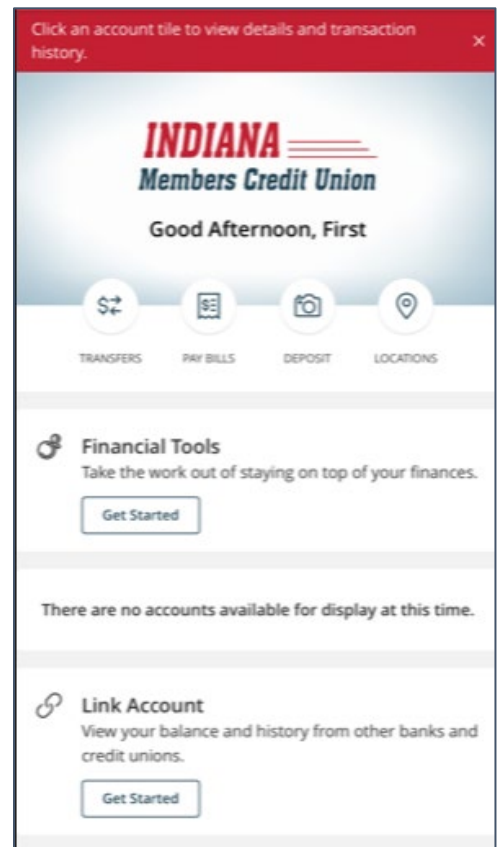 Click an account tile to view details and transaction
history.
×
INDIANA
Members Credit Union
Good Afternoon, First
TRANSFERS PAY BILLS DEPOSIT LOCATIONS
Financial Tools
Take the work out of staying on top of your finances.
Get Started
There are no accounts available for display at this time.
Link Account
View your balance and history from other banks and
credit unions.
Get Started